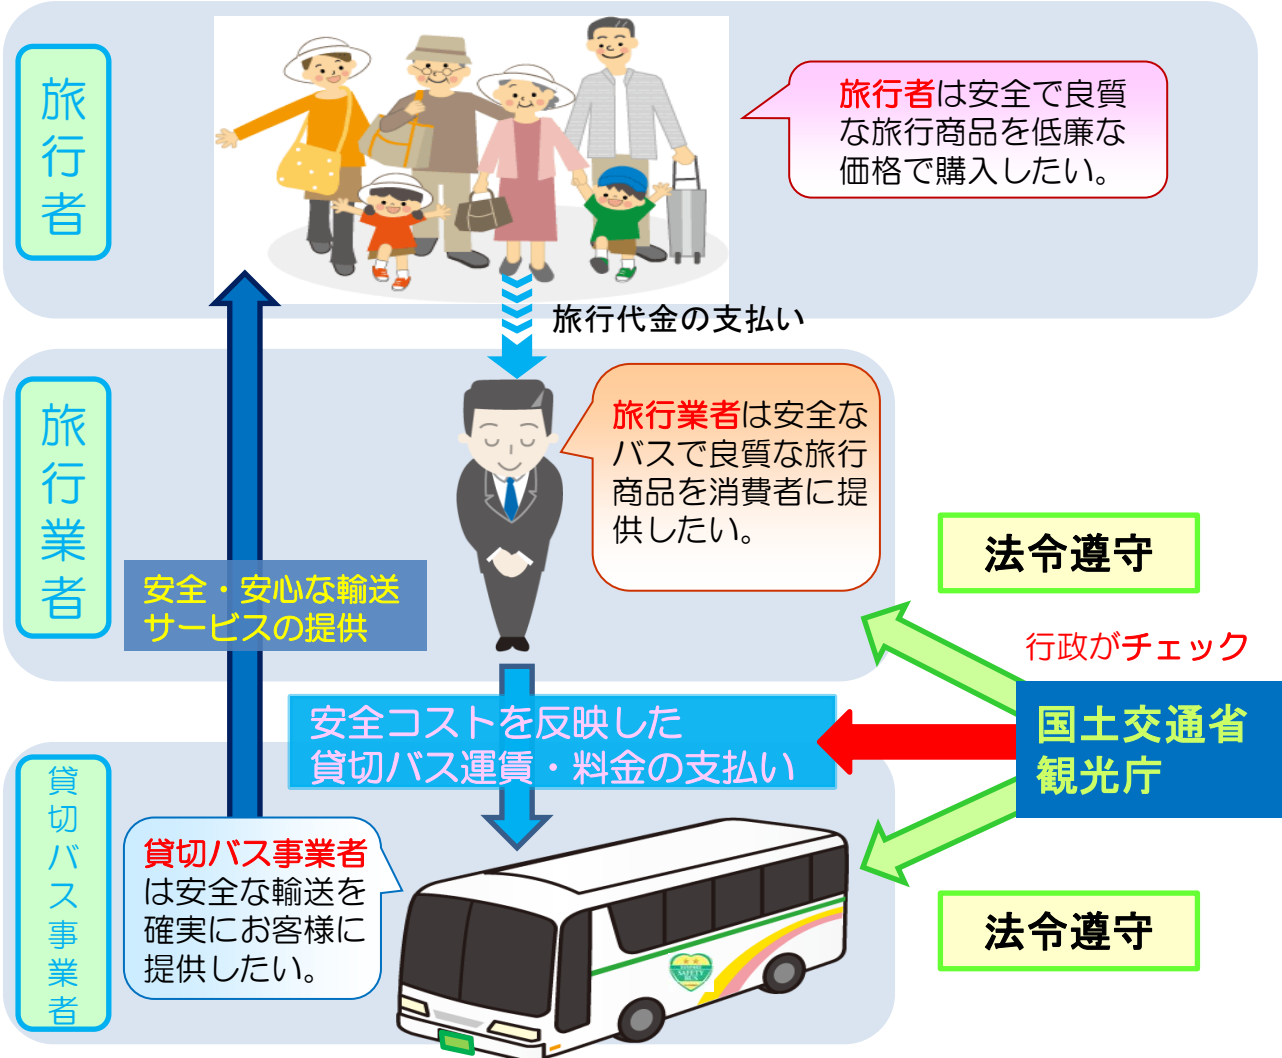 旅行者
旅行者は安全で良質
な旅行商品を低廉な
価格で購入したい。
旅行代金の支払い
旅行業者
旅行業者は安全な
バスで良質な旅行
商品を消費者に提
供したい。
安全・安心な輸送
サービスの提供
法令遵守
行政がチェック
国土交通省
観光庁
安全コストを反映した
貸切バス運賃・料金の支払い
貸切バス事業者
貸切バス事業者
は安全な輸送を
確実にお客様に
提供したい。
法令遵守